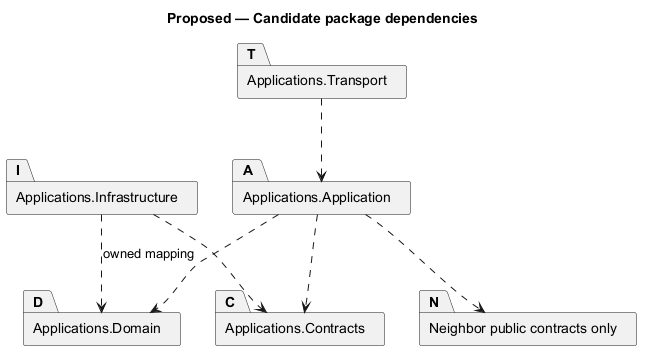 Proposed — Candidate package dependencies
T
Applications.Transport
I
Applications.Infrastructure
A
Applications.Application
owned mapping
D
Applications.Domain
C
Applications.Contracts
N
Neighbor public contracts only